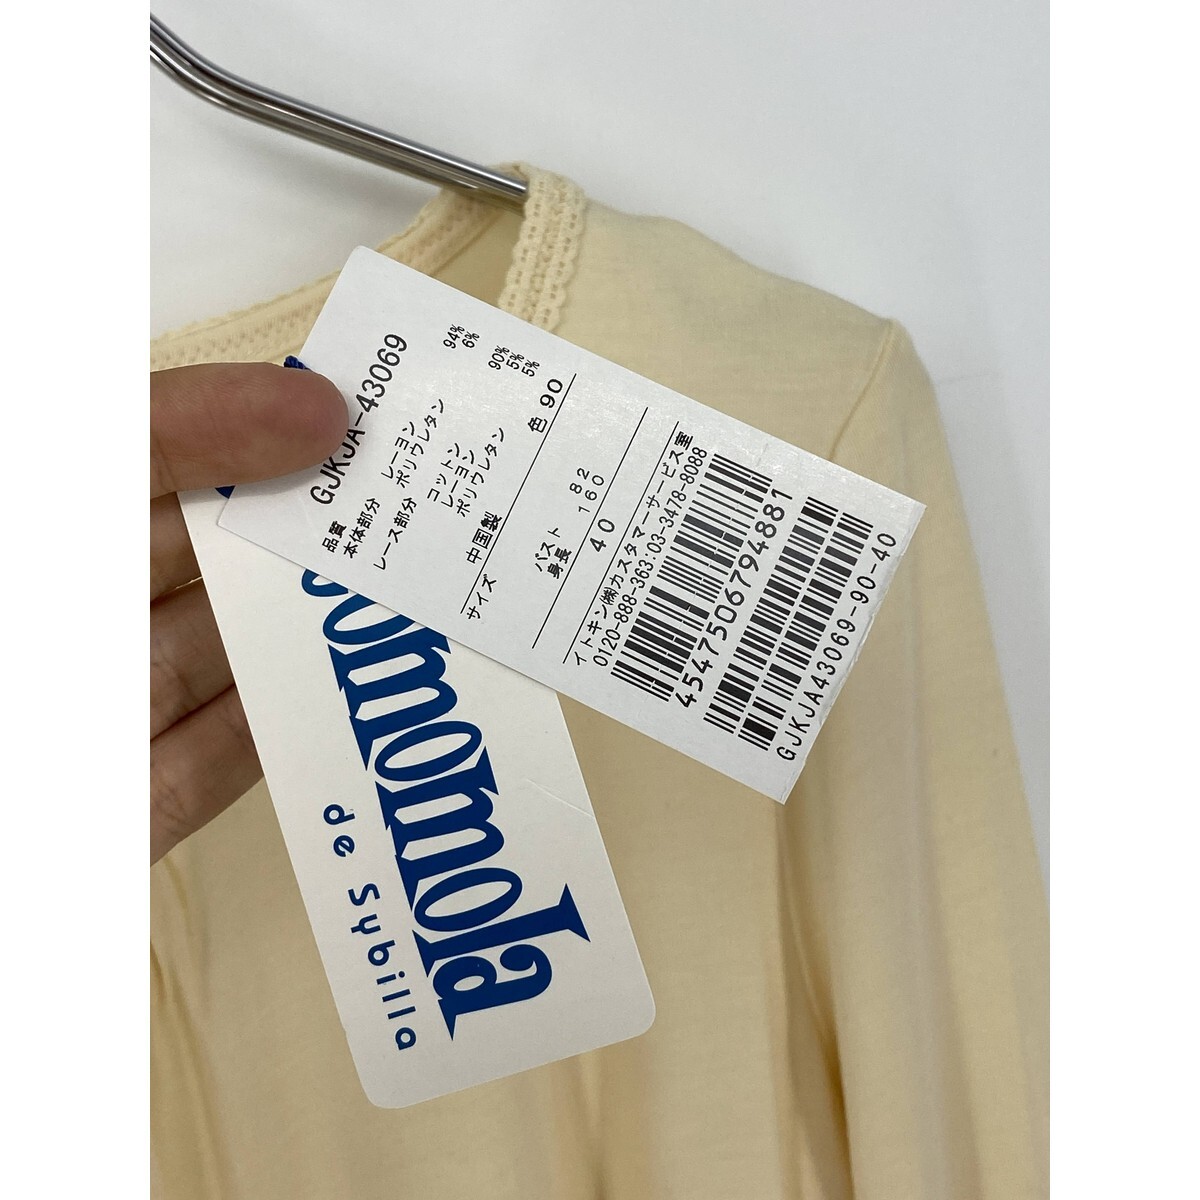 GJKJA-43069
品質
本体部分 レーヨン 94%
ポリウレタン 6%
レース部分 コットン 90%
レーヨン 5%
ポリウレタン 5%
中国製 色 90
サイズ
バスト 82
身長 160
40
イトキン(株)カスタマーサービス室
0120-888-363,03-3478-8088
4547506794881
GJKJA43069-90-40
Jocomomola
de Sybilla